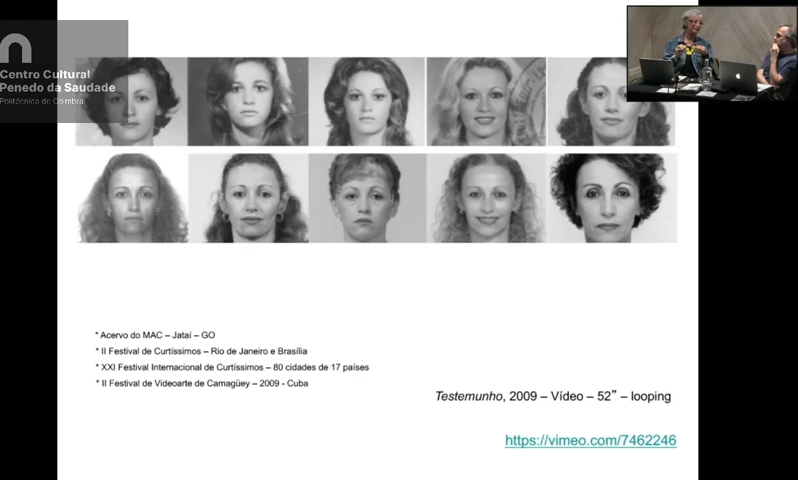 Centro Cultural
Penedo da Saudade
Politécnico de Coimbra
* Acervo do MAC – Jataí – GO
* II Festival de Curtíssimos – Rio de Janeiro e Brasília
* XXI Festival Internacional de Curtíssimos – 80 cidades de 17 países
* II Festival de Videoarte de Camagüey – 2009 - Cuba
Testemunho, 2009 – Vídeo – 52” – looping
https://vimeo.com/7462246